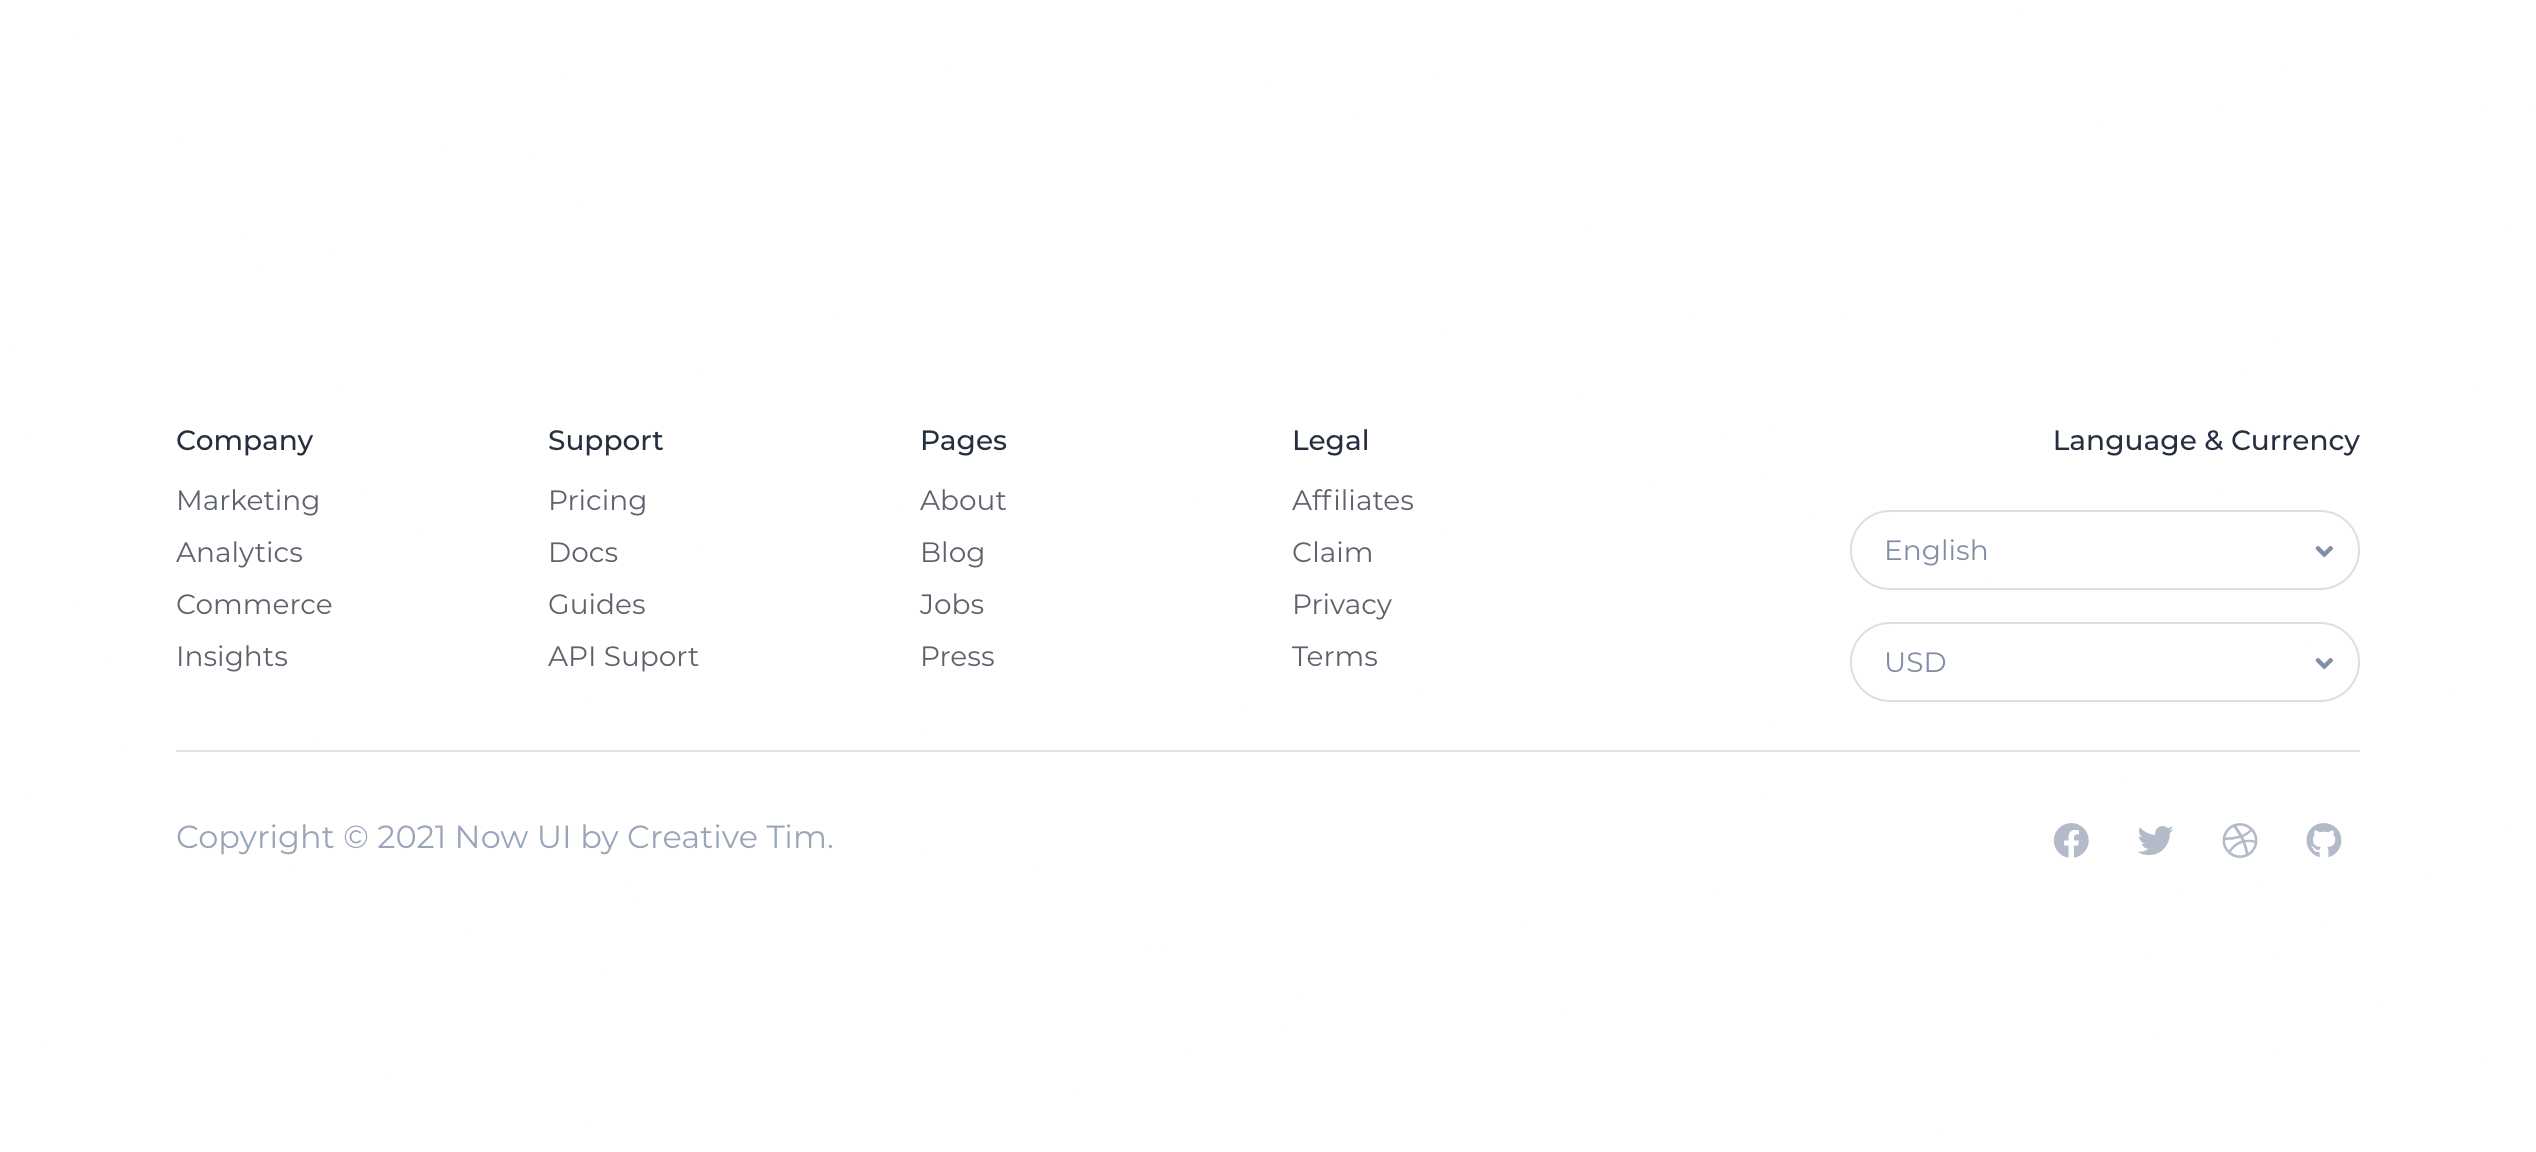 Company
Marketing
Analytics
Commerce
Insights
Support
Pricing
Docs
Guides
API Suport
Pages
About
Blog
Jobs
Press
Legal
Affiliates
Claim
Privacy
Terms
Language & Currency
English
USD
Copyright © 2021 Now UI by Creative Tim.